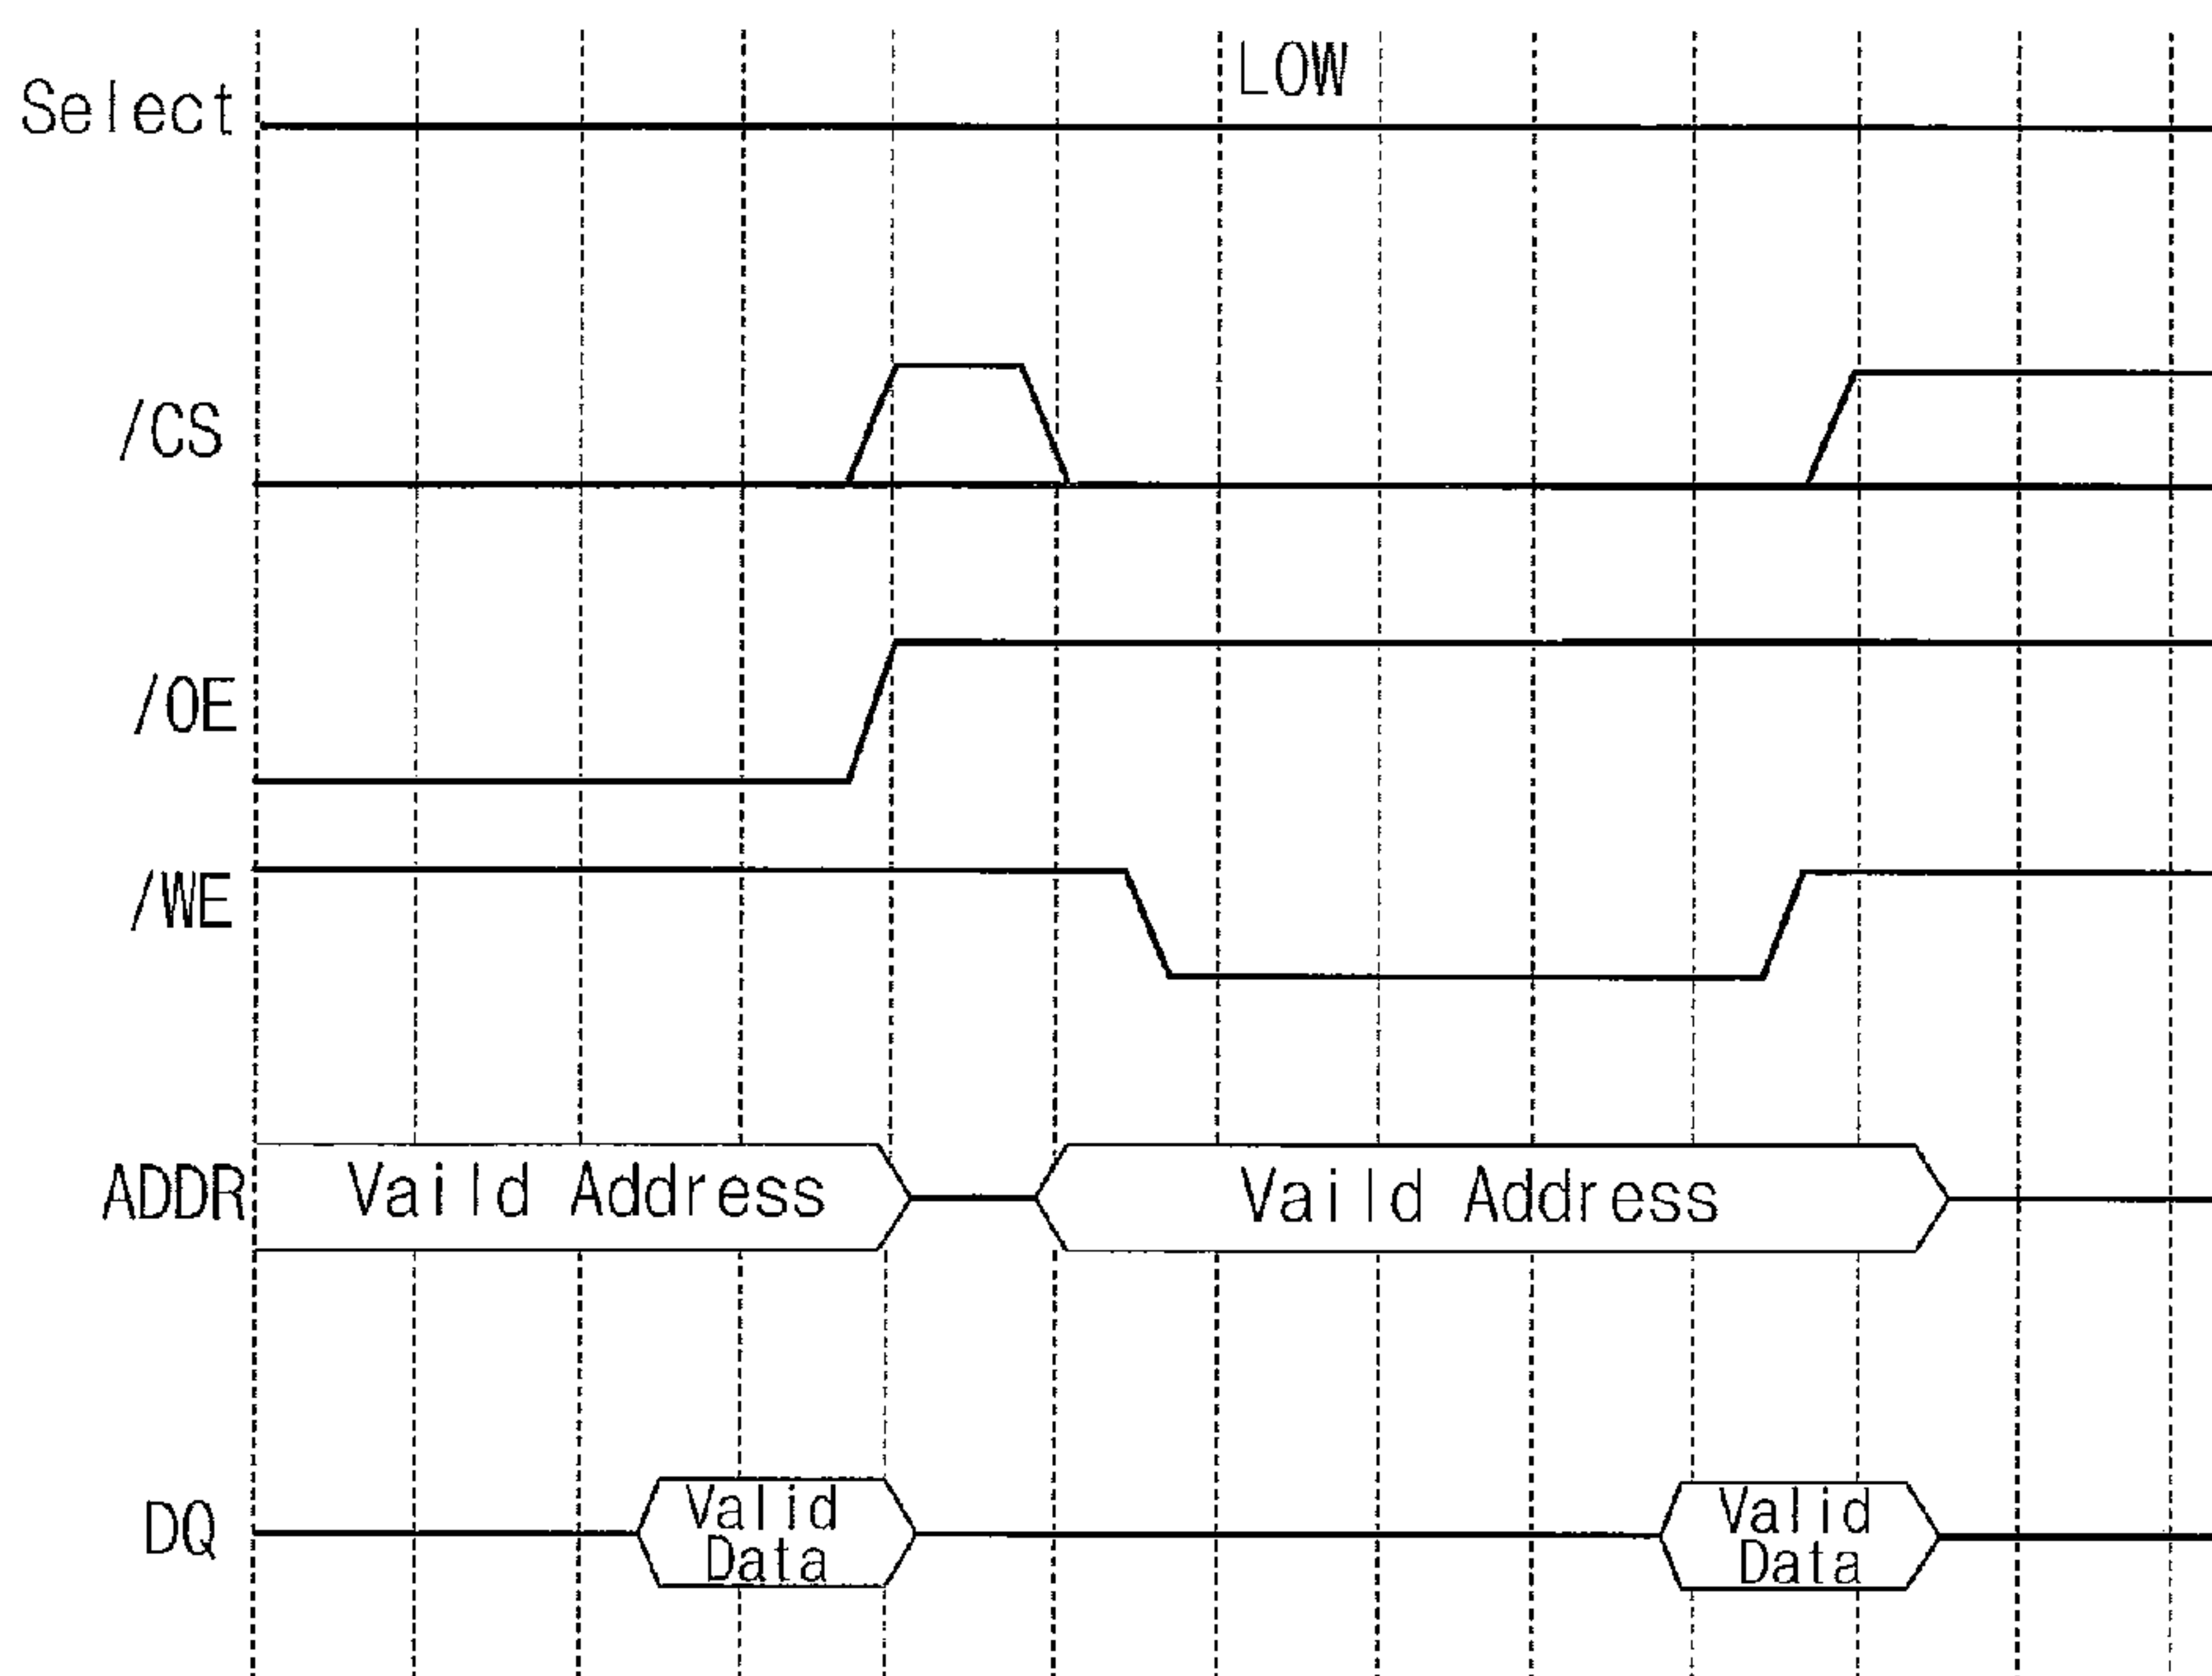 LOW
Select
/CS
/OE
/WE
ADDR
Vaild Address
Vaild Address
DQ
Valid
Data
Valid
Data